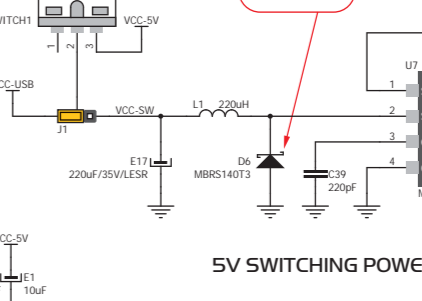 WITCH1
VCC-5V
1 2 3
U7
CC-USB
1
VCC-SW
L1 220uH
J1
2
3
E17
220uF/35V/LESR
D6
MBRS140T3
4
C39
220pF
CC-5V
5V SWITCHING POWE
E1
10uF